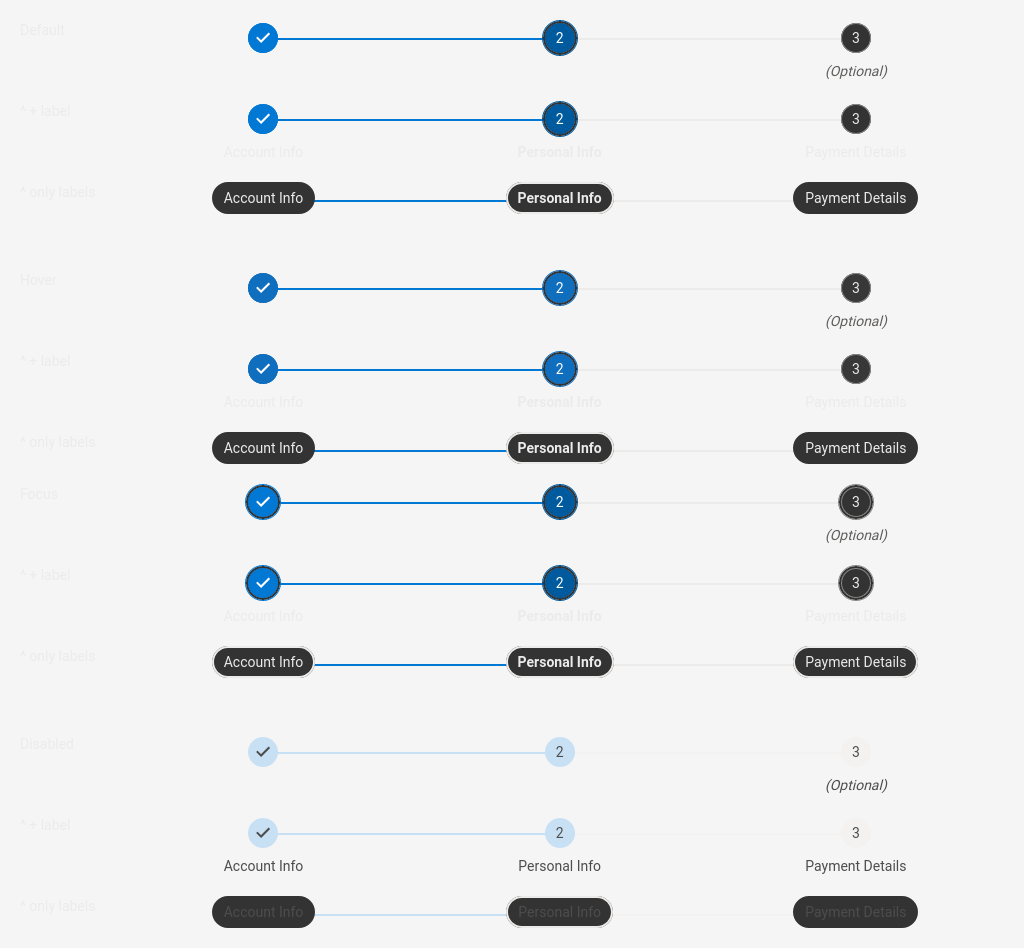 Default
2
3
(Optional)
^ + label
2
3
Account Info
Personal Info
Payment Details
^ only labels
Account Info
Personal Info
Payment Details
Hover
2
3
(Optional)
^ + label
2
3
Account Info
Personal Info
Payment Details
^ only labels
Account Info
Personal Info
Payment Details
Focus
2
3
(Optional)
^ + label
2
3
Account Info
Personal Info
Payment Details
^ only labels
Account Info
Personal Info
Payment Details
Disabled
2
3
(Optional)
^ + label
2
3
Account Info
Personal Info
Payment Details
^ only labels
Account Info
Personal Info
Payment Details